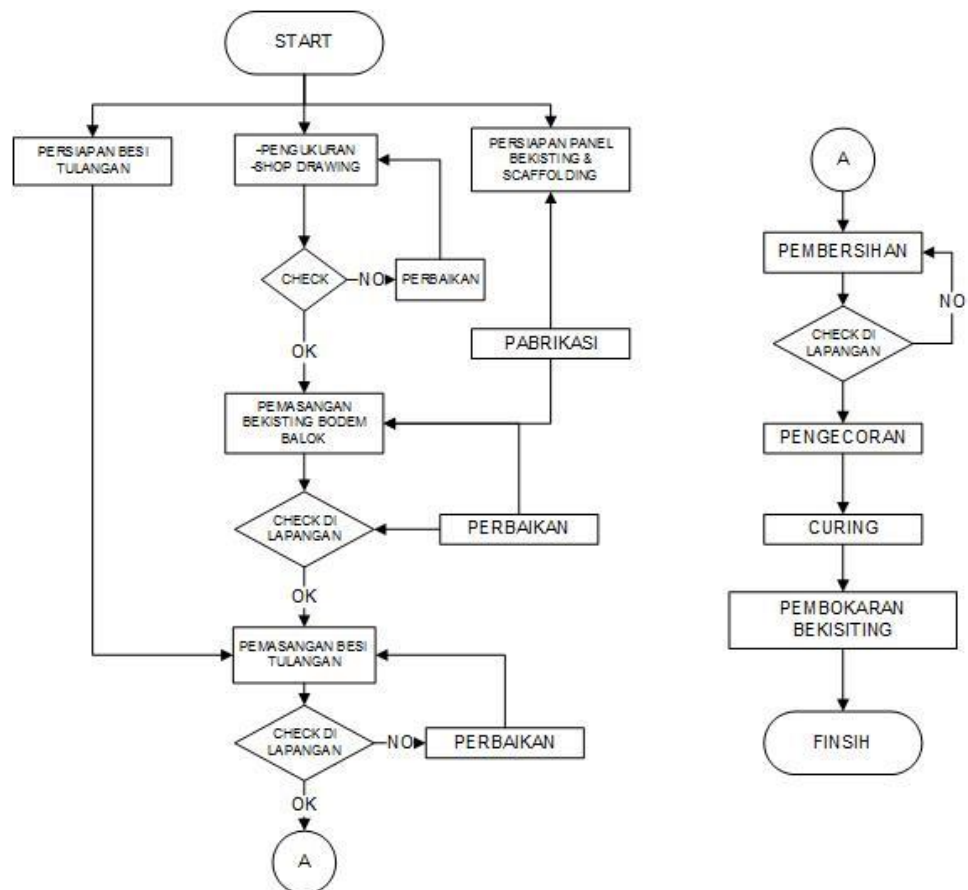 START
PERSIAPAN BESI
TULANGAN
-PENGUKURAN
-SHOP DRAWING
PERSIAPAN PANEL
BEKISTING &
SCAFFOLDING
CHECK
NO
PERBAIKAN
OK
PABRIKASI
PEMASANGAN
BEKISTING BODEM
BALOK
CHECK DI
LAPANGAN
PERBAIKAN
OK
PEMASANGAN BESI
TULANGAN
CHECK DI
LAPANGAN
NO
PERBAIKAN
OK
A
A
PEMBERSIHAN
NO
CHECK DI
LAPANGAN
PENGECORAN
CURING
PEMBOKARAN
BEKISITING
FINSIH